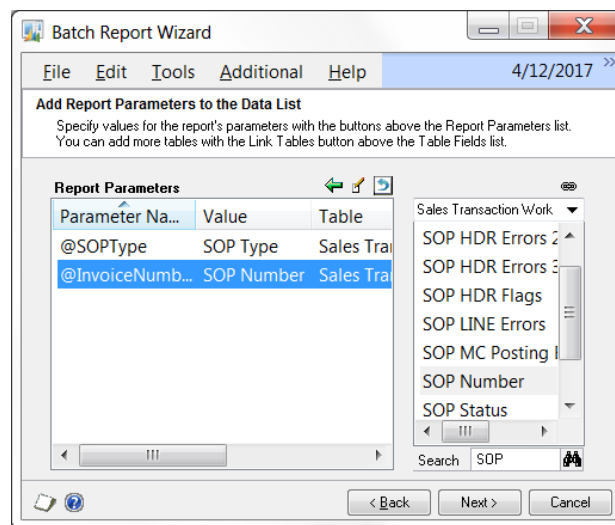 Batch Report Wizard
File Edit Tools Additional Help 4/12/2017
Add Report Parameters to the Data List
Specify values for the report's parameters with the buttons above the Report Parameters list.
You can add more tables with the Link Tables button above the Table Fields list.
Report Parameters
Parameter Na... Value Table
@SOPType SOP Type Sales Tra
@InvoiceNumb... SOP Number Sales Tra
Sales Transaction Work
SOP HDR Errors 2
SOP HDR Errors 3
SOP HDR Flags
SOP LINE Errors
SOP MC Posting
SOP Number
SOP Status
Search SOP
< Back Next > Cancel